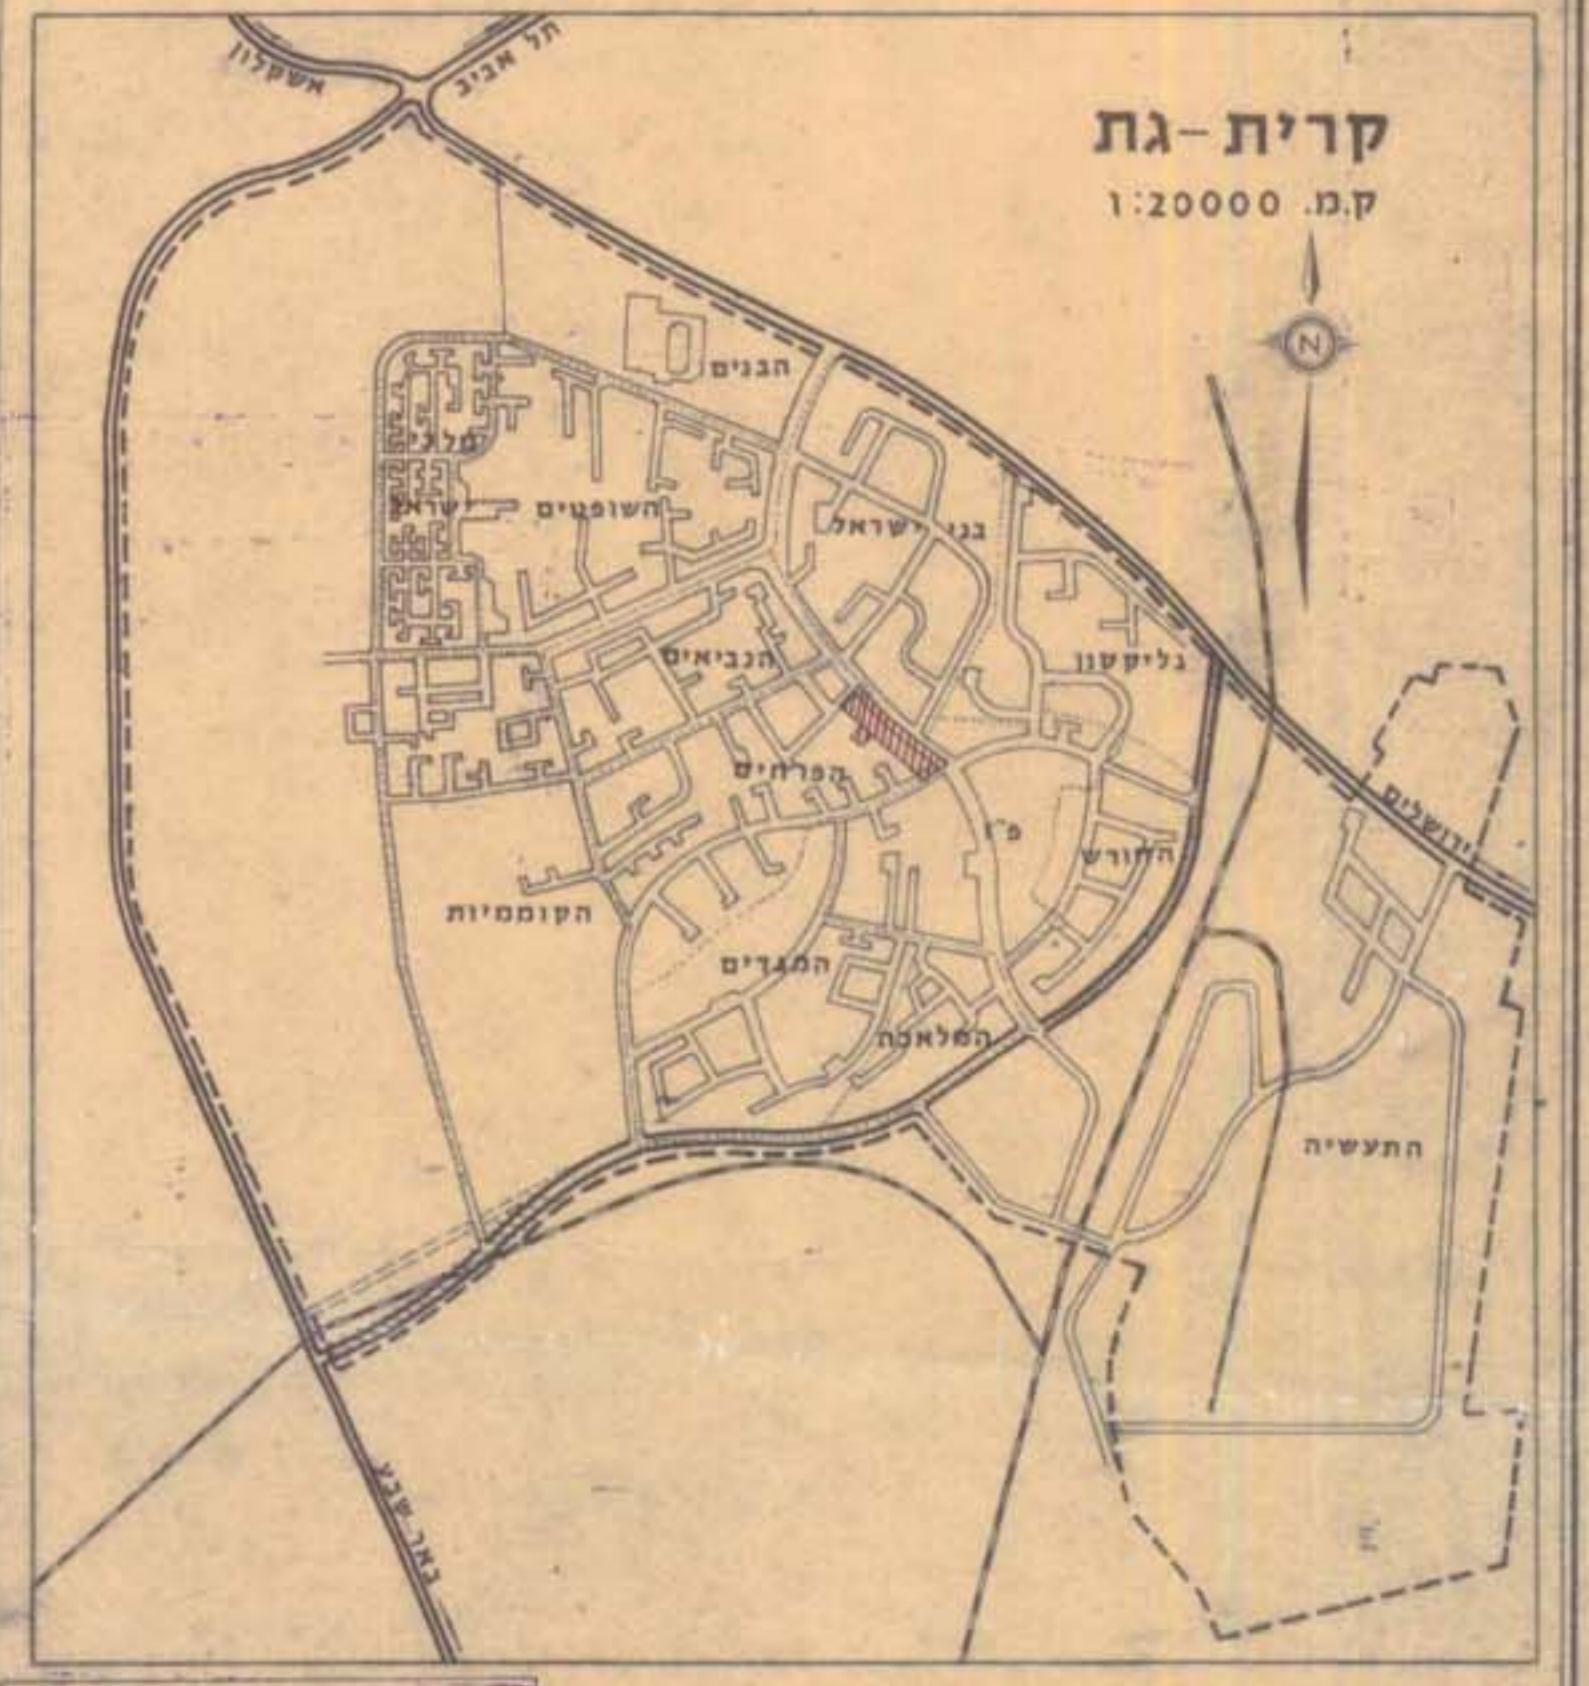 אשקלון
תל אביב
קרית-גת
ק.מ. 1:20000
N
הבנים
מלכי
ישראל
השופטים
בני ישראל
הנביאים
גליקסון
הפרחים
ירושלים
החורש
הקוממיות
המגדים
המלאכה
התעשיה
באר-שבע